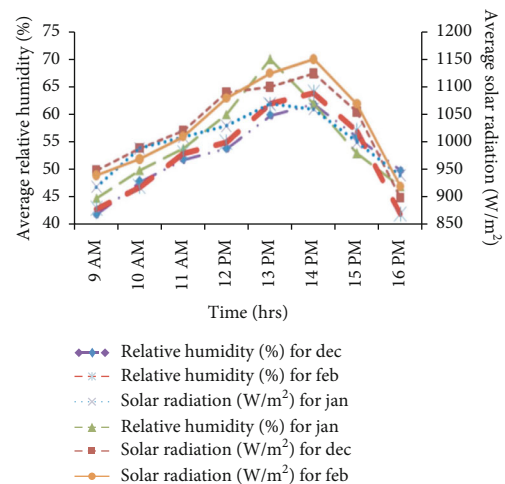 Average relative humidity (%)
75
70
65
60
55
50
45
40
1200
1150
1100
1050
1000
950
900
850
Average solar radiation
(W/m²)
9 AM
10 AM
11 AM
12 PM
13 PM
14 PM
15 PM
16 PM
Time (hrs)
Relative humidity (%) for dec
Relative humidity (%) for feb
Solar radiation (W/m²) for jan
Relative humidity (%) for jan
Solar radiation (W/m²) for dec
Solar radiation (W/m²) for feb